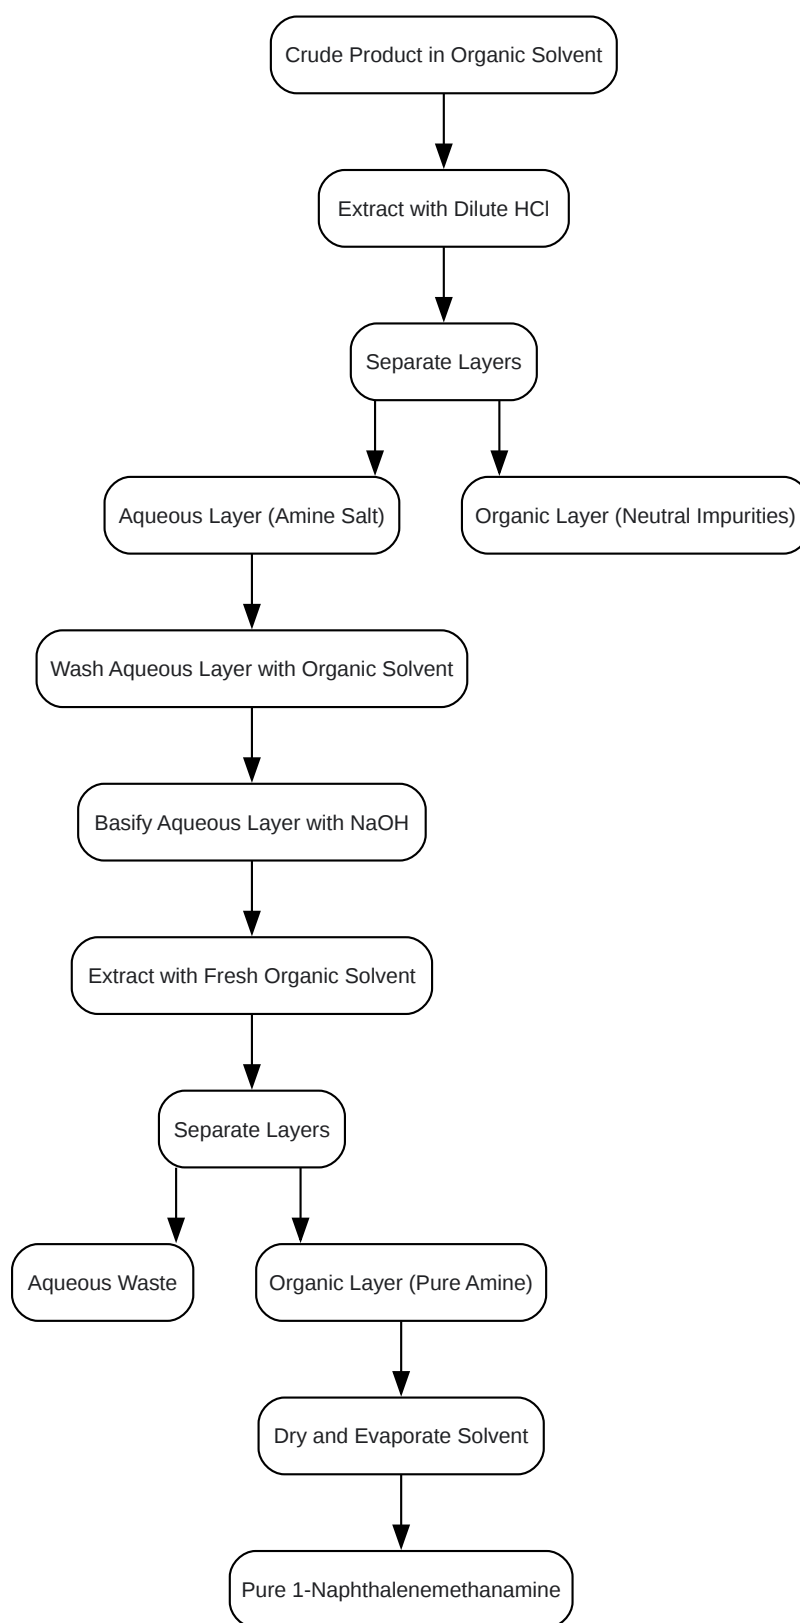 Crude Product in Organic Solvent
Extract with Dilute HCl
Separate Layers
Aqueous Layer (Amine Salt)
Organic Layer (Neutral Impurities)
Wash Aqueous Layer with Organic Solvent
Basify Aqueous Layer with NaOH
Extract with Fresh Organic Solvent
Separate Layers
Aqueous Waste
Organic Layer (Pure Amine)
Dry and Evaporate Solvent
Pure 1-Naphthalenemethanamine